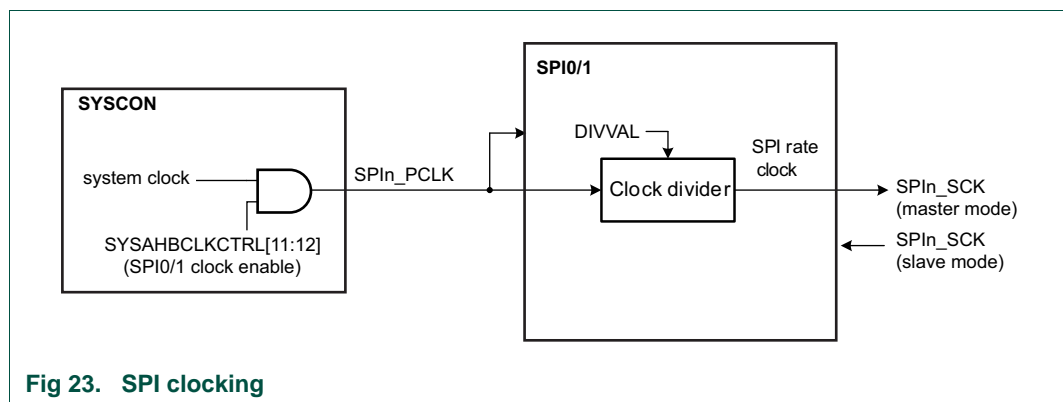 SYSCON
system clock
SYSAHBCLKCTRL[11:12]
(SPI0/1 clock enable)
SPIn_PCLK
SPI0/1
DIVVAL
Clock divider
SPI rate
clock
SPIn_SCK
(master mode)
SPIn_SCK
(slave mode)
Fig 23. SPI clocking